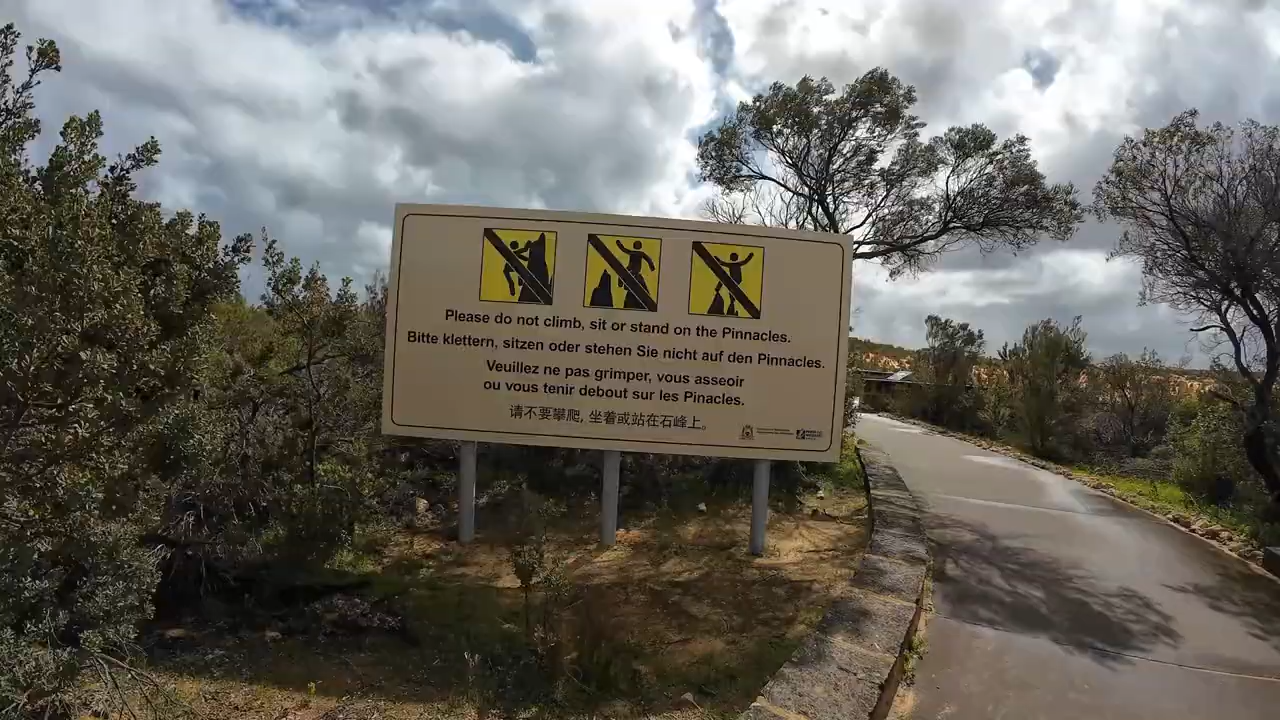 Please do not climb, sit or stand on the Pinnacles.
Bitte klettern, sitzen oder stehen Sie nicht auf den Pinnacles.
Veuillez ne pas grimper, vous asseoir
ou vous tenir debout sur les Pinacles.
请不要攀爬, 坐着或站在石峰上。